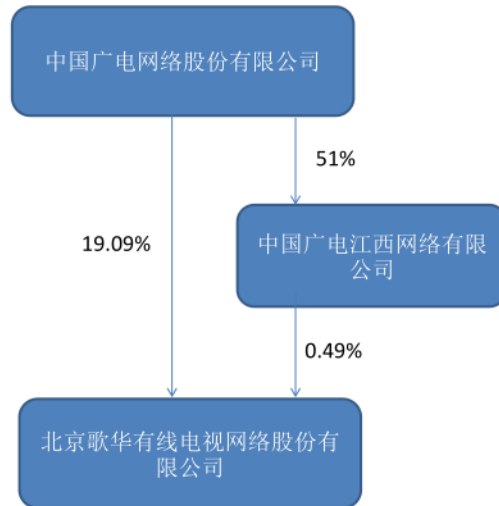 中国广电网络股份有限公司
51%
19.09%
中国广电江西网络有限
公司
0.49%
北京歌华有线电视网络股份有
限公司